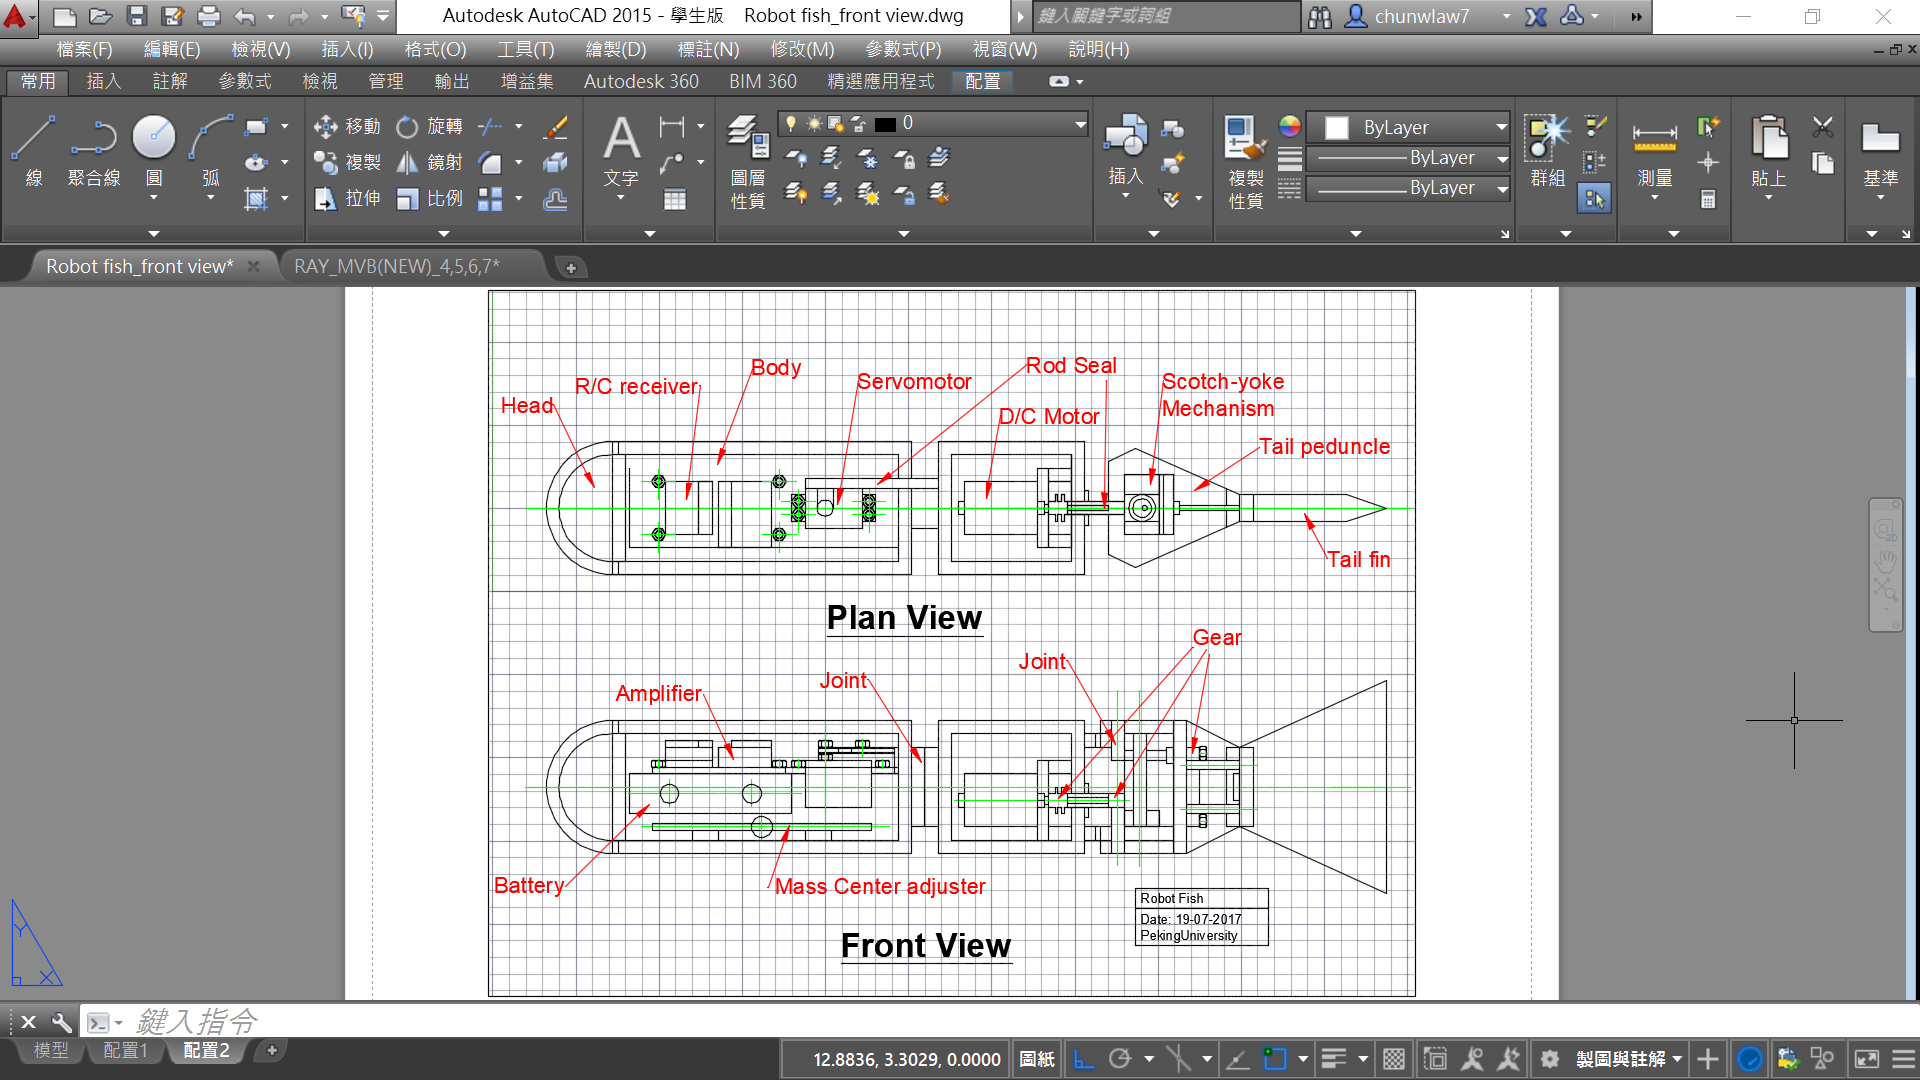 Autodesk AutoCAD 2015 - 學生版 Robot fish_front view.dwg
鍵入關鍵字或詞組
chunwlaw7
檔案(F) 編輯(E) 檢視(V) 插入(I) 格式(O) 工具(T) 繪製(D) 標註(N) 修改(M) 參數式(P) 視窗(W) 說明(H)
常用 插入 註解 參數式 檢視 管理 輸出 增益集 Autodesk 360 BIM 360 精選應用程式 配置
線 聚合線 圓 弧
移動 旋轉
複製 鏡射
拉伸 比例
文字
圖層
性質
0
插入
複製
性質
ByLayer
ByLayer
ByLayer
群組
測量
貼上
基準
Robot fish_front view*
RAY_MVB(NEW)_4,5,6,7*
Head
R/C receiver
Body
Servomotor
Rod Seal
D/C Motor
Scotch-yoke
Mechanism
Tail peduncle
Tail fin
Plan View
Gear
Joint
Joint
Amplifier
Battery
Mass Center adjuster
Robot Fish
Date: 19-07-2017
PekingUniversity
Front View
2D
Y
X
鍵入指令
模型 配置1 配置2
12.8836, 3.3029, 0.0000 圖紙
製圖與註解